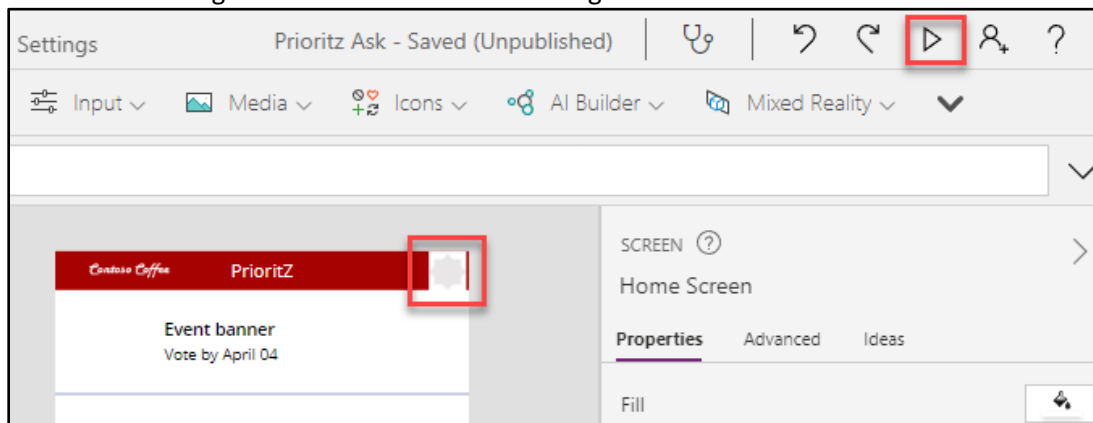 Settings Prioritz Ask - Saved (Unpublished)
Input Media Icons AI Builder Mixed Reality
SCREEN
Home Screen
Contoso Coffee PrioritZ
Event banner
Vote by April 04
Properties Advanced Ideas
Fill